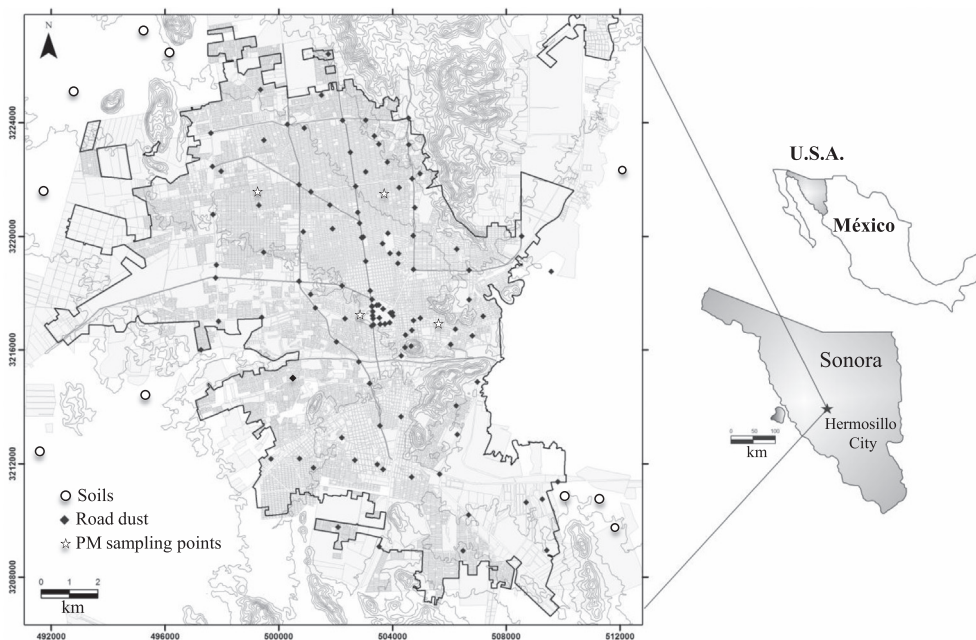 N
3224000
3220000
3216000
3212000
3208000
Soils
Road dust
PM sampling points
0 1 2
km
492000 496000 500000 504000 508000 512000
U.S.A.
México
Sonora
Hermosillo
City
0 50 100
km